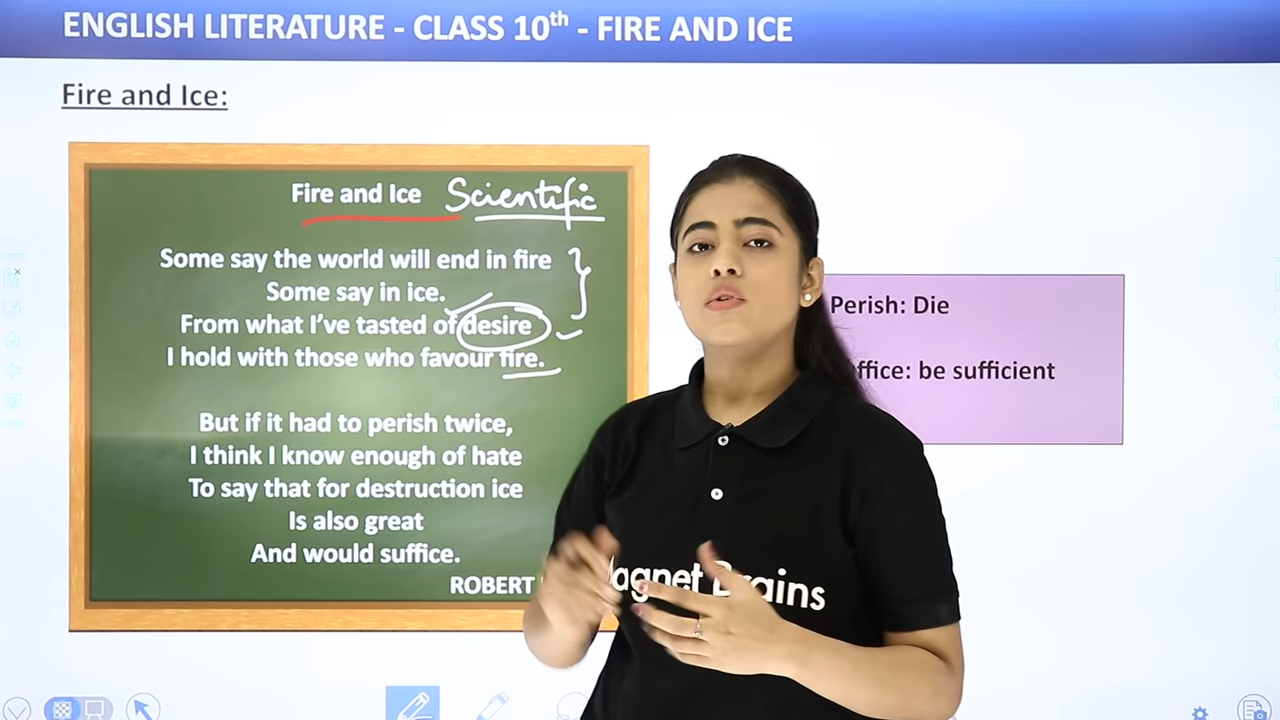 ENGLISH LITERATURE - CLASS 10th - FIRE AND ICE
Fire and Ice:
Fire and Ice Scientific
Some say the world will end in fire
Some say in ice.
From what I've tasted of desire
I hold with those who favour fire.
But if it had to perish twice,
I think I know enough of hate
To say that for destruction ice
Is also great
And would suffice.
ROBERT
Perish: Die
ffice: be sufficient
agnet Brains